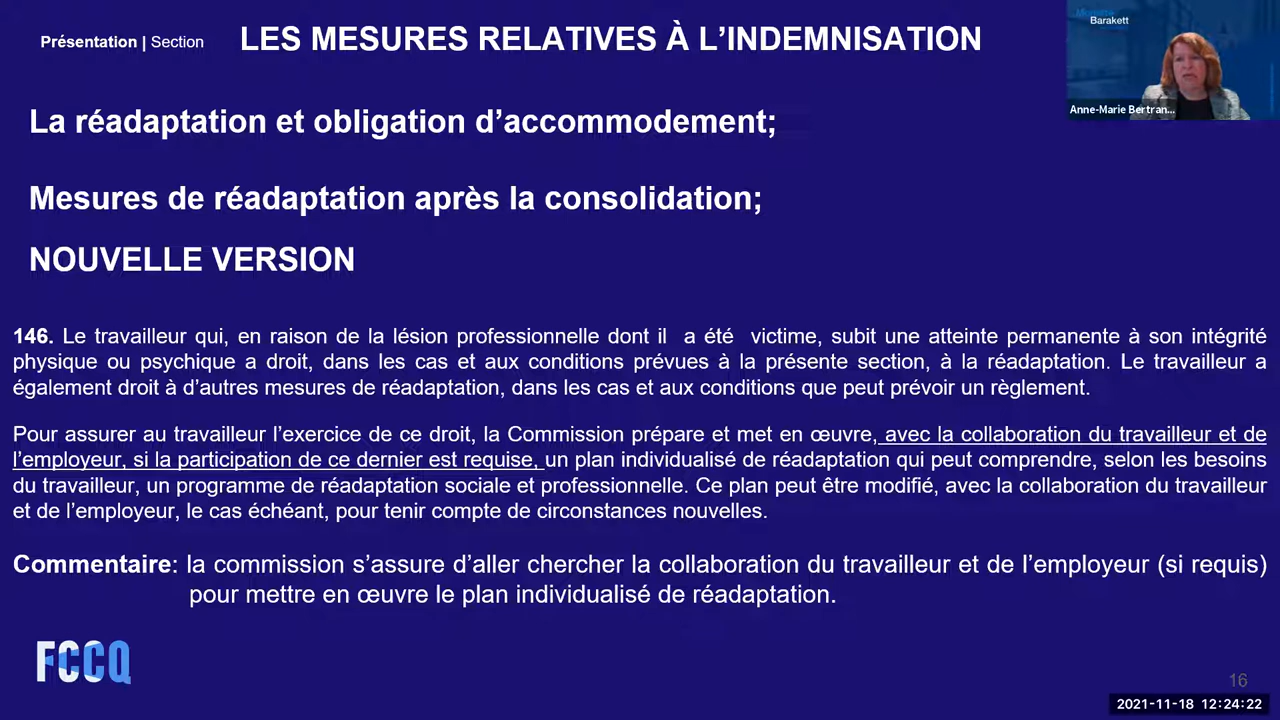 Présentation | Section
LES MESURES RELATIVES À L’INDEMNISATION
Barakett
Anne-Marie Bertran...
La réadaptation et obligation d’accommodement;
Mesures de réadaptation après la consolidation;
NOUVELLE VERSION
146. Le travailleur qui, en raison de la lésion professionnelle dont il a été victime, subit une atteinte permanente à son intégrité
physique ou psychique a droit, dans les cas et aux conditions prévues à la présente section, à la réadaptation. Le travailleur a
également droit à d’autres mesures de réadaptation, dans les cas et aux conditions que peut prévoir un règlement.
Pour assurer au travailleur l’exercice de ce droit, la Commission prépare et met en œuvre, avec la collaboration du travailleur et de
l’employeur, si la participation de ce dernier est requise, un plan individualisé de réadaptation qui peut comprendre, selon les besoins
du travailleur, un programme de réadaptation sociale et professionnelle. Ce plan peut être modifié, avec la collaboration du travailleur
et de l’employeur, le cas échéant, pour tenir compte de circonstances nouvelles.
Commentaire: la commission s’assure d’aller chercher la collaboration du travailleur et de l’employeur (si requis)
pour mettre en œuvre le plan individualisé de réadaptation.
FCCQ
16
2021-11-18 12:24:22